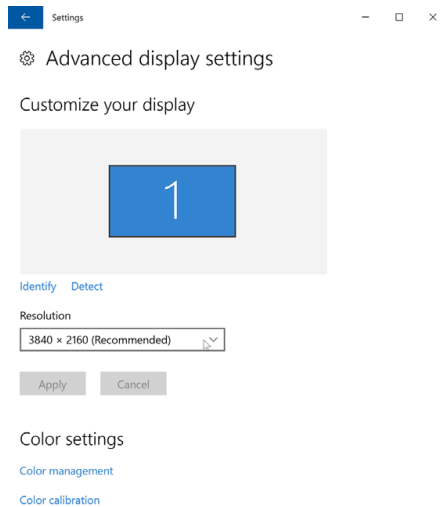 Settings
Advanced display settings
Customize your display
1
Identify Detect
Resolution
3840 × 2160 (Recommended)
Apply Cancel
Color settings
Color management
Color calibration